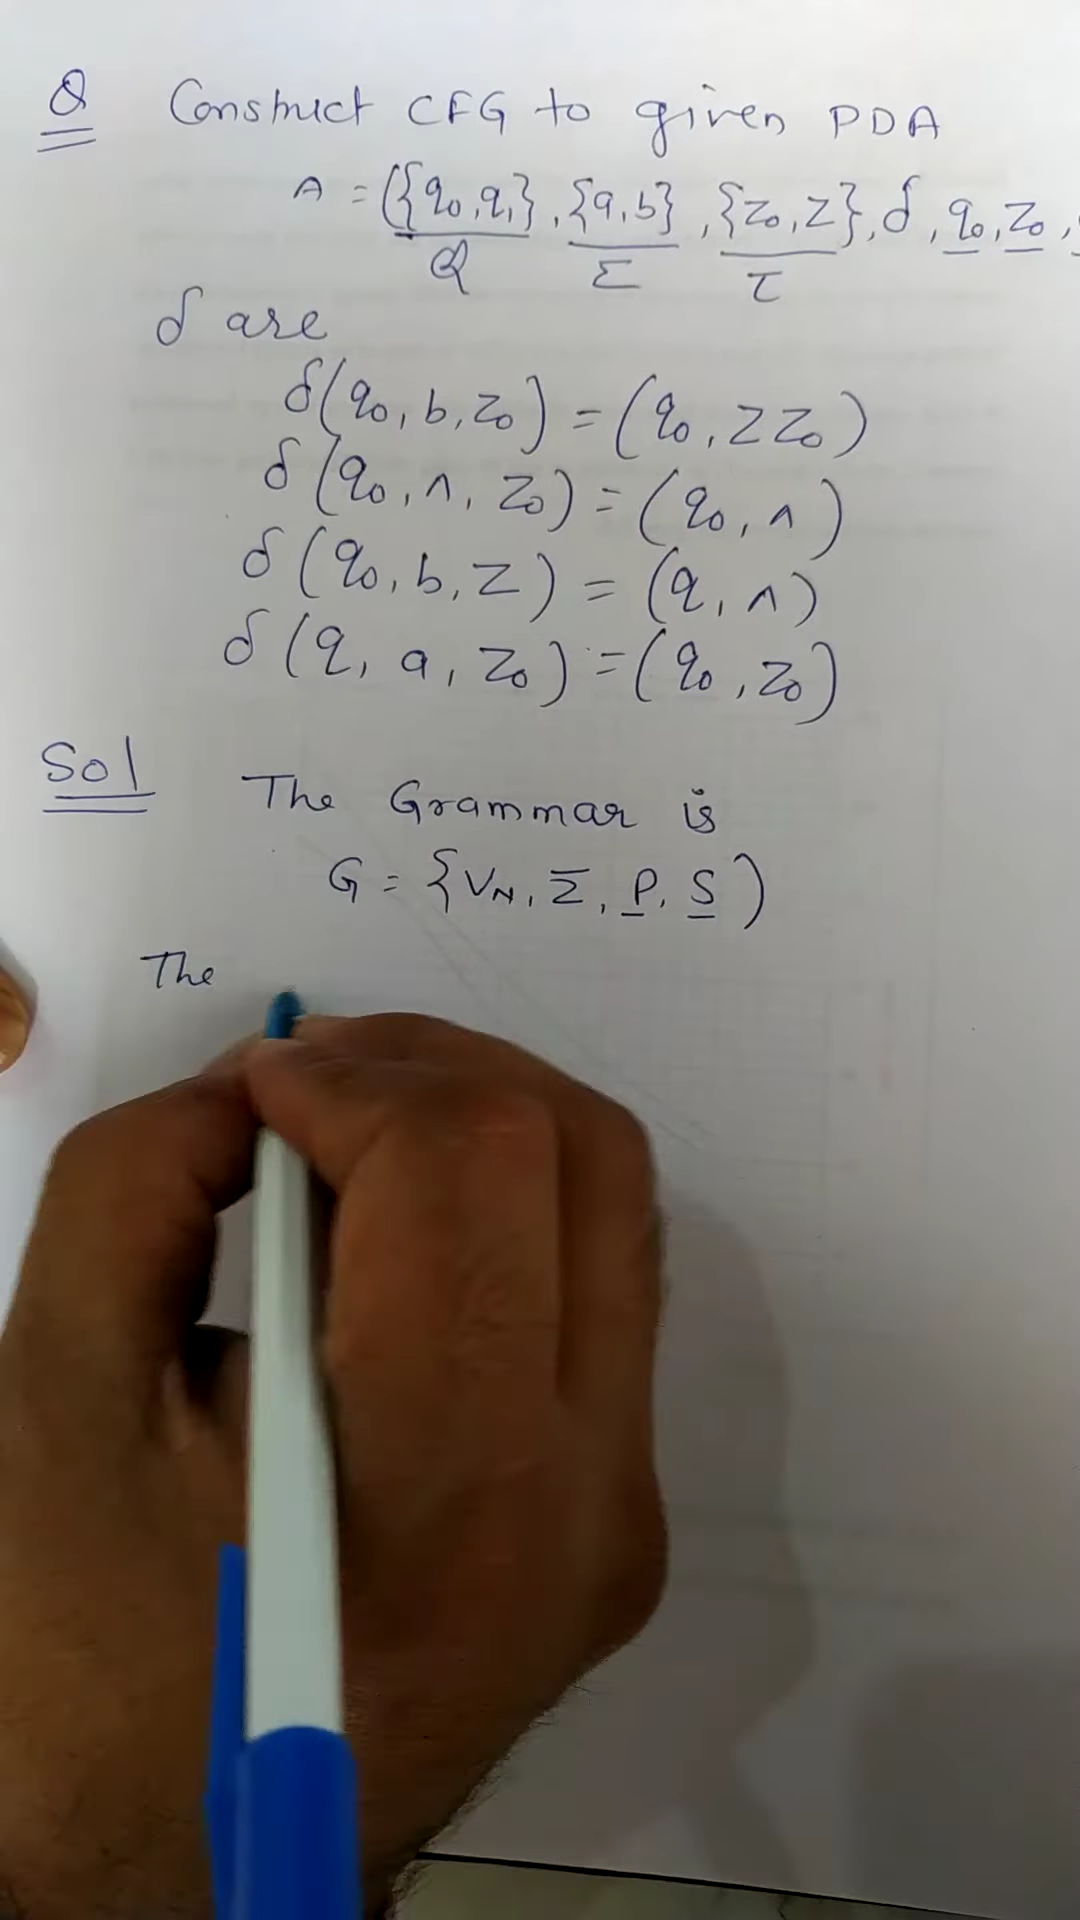 Q Construct CFG to given PDA
A = ({q₀,q₁}, {a,b}, {z₀,z}, δ, q₀, z₀,
Q Σ τ
δ are
δ(q₀, b, z₀) = (q₀, zz₀)
δ(q₀, ʌ, z₀) = (q₀, ʌ)
δ(q₀, b, z) = (q, ʌ)
δ(q, a, z₀) = (q₀, z₀)
Sol The Grammar is
G = {V_N, Σ, P, S)
The